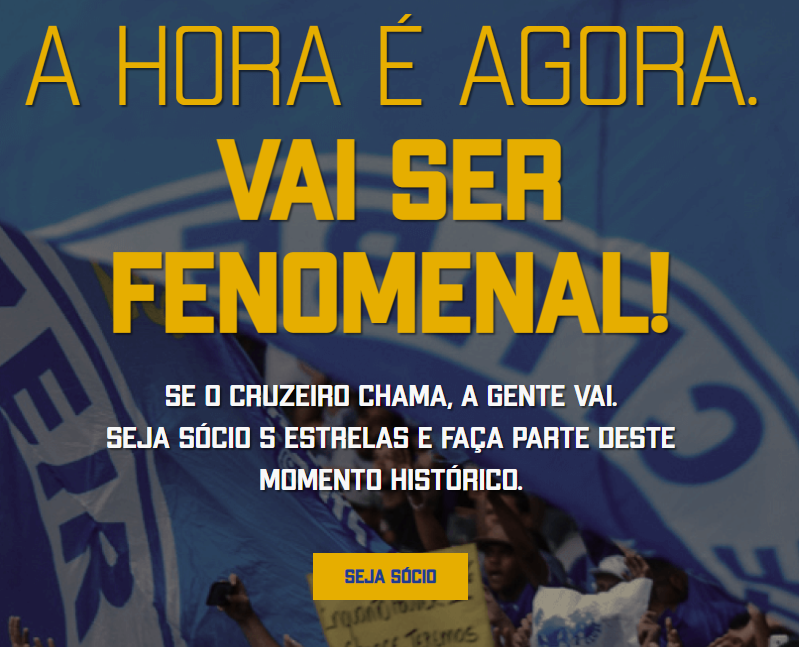 A HORA É AGORA.
VAI SER
FENOMENAL!
SE O CRUZEIRO CHAMA, A GENTE VAI.
SEJA SÓCIO 5 ESTRELAS E FAÇA PARTE DESTE
MOMENTO HISTÓRICO.
SEJA SÓCIO